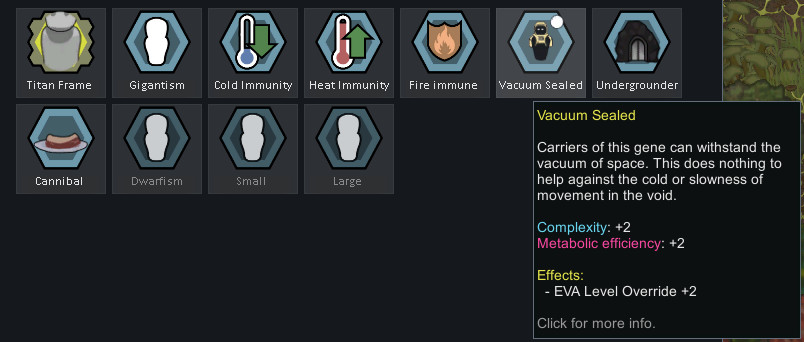 Titan Frame
Gigantism
Cold Immunity
Heat Immunity
Fire immune
Vacuum Sealed
Undergrounder
Cannibal
Dwarfism
Small
Large
Vacuum Sealed
Carriers of this gene can withstand the
vacuum of space. This does nothing to
help against the cold or slowness of
movement in the void.
Complexity: +2
Metabolic efficiency: +2
Effects:
- EVA Level Override +2
Click for more info.